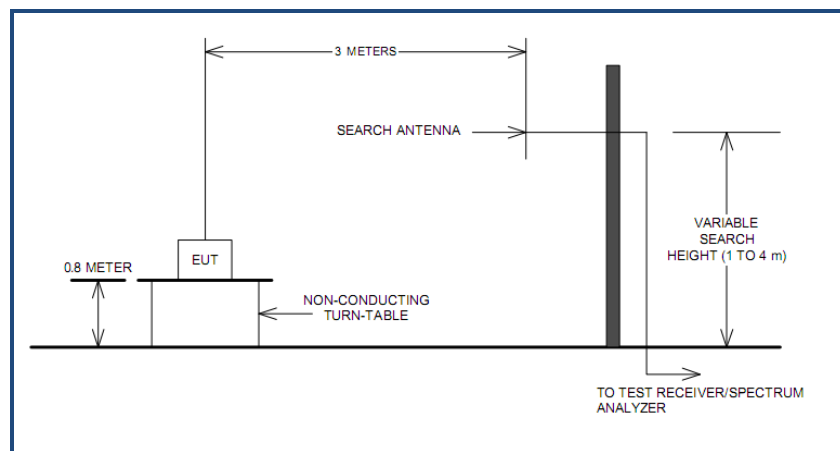 3 METERS
SEARCH ANTENNA
VARIABLE
SEARCH
HEIGHT (1 TO 4 m)
EUT
0.8 METER
NON-CONDUCTING
TURN-TABLE
TO TEST RECEIVER/SPECTRUM
ANALYZER